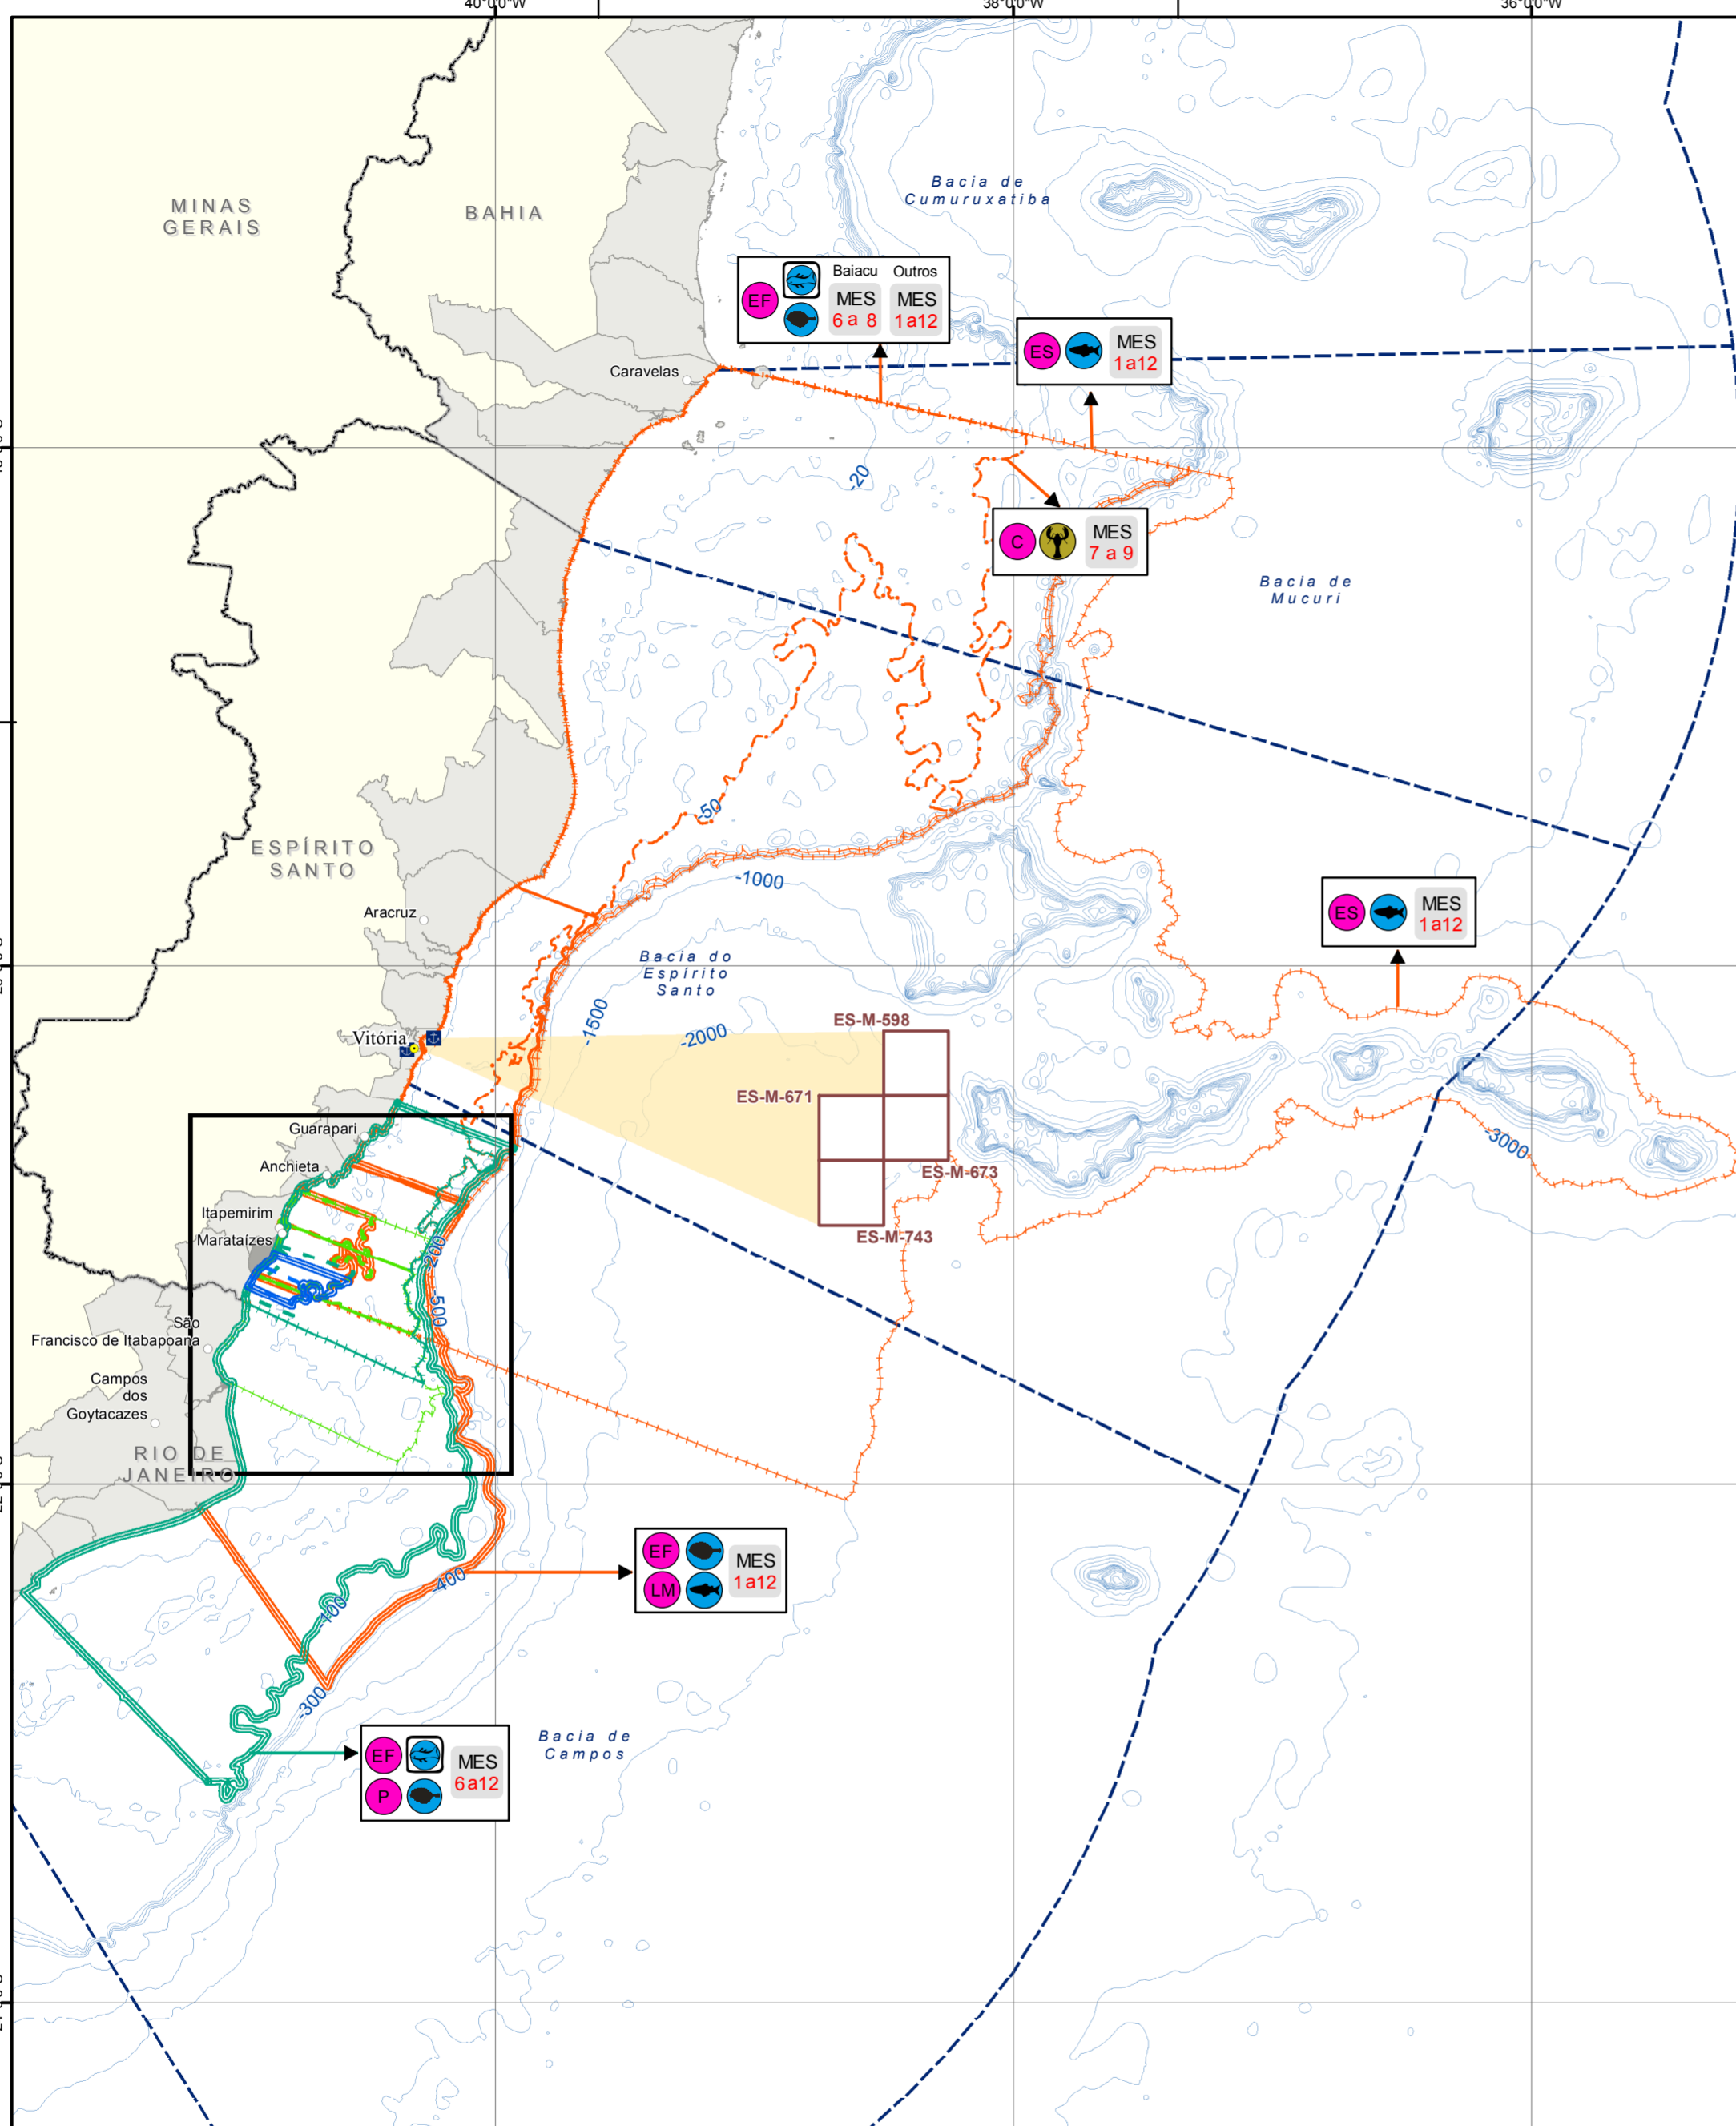 40°0'0"W
38°0'0"W
36°0'0"W
MINAS
GERAIS
BAHIA
Bacia de
Cumuruxatiba
Baiacu Outros
EF
MES MES
6 a 8 1a12
ES
MES
1a12
Caravelas
-20
C
MES
7 a 9
Bacia de
Mucuri
-50
ESPÍRITO
SANTO
-1000
Aracruz
ES
MES
1a12
Bacia do
Espírito
Santo
-1500
-2000
ES-M-598
Vitória
ES-M-671
Guarapari
-3000
Anchieta
ES-M-673
Itapemirim
Marataízes
ES-M-743
-200
-500
São
Francisco de Itabapoana
Campos
dos
Goytacazes
RIO DE
JANEIRO
EF
LM
MES
1a12
-400
-100
-300
Bacia de
Campos
EF
P
MES
6a12